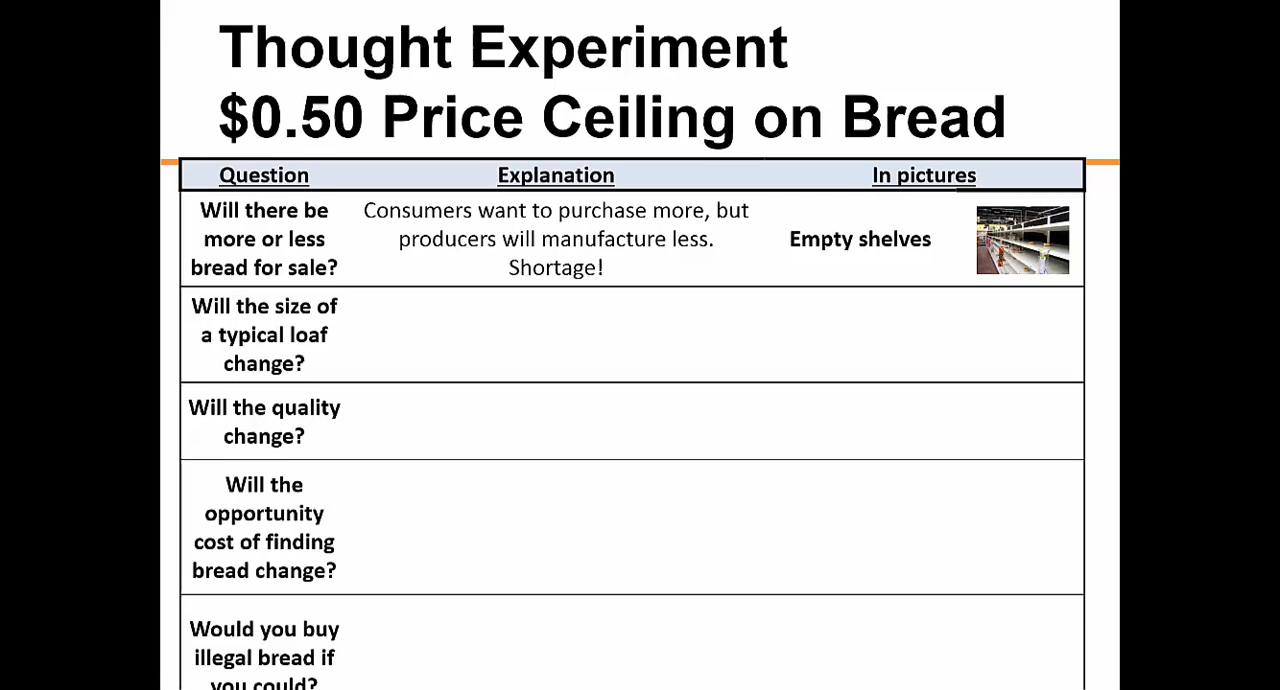 Thought Experiment
$0.50 Price Ceiling on Bread
Question Explanation In pictures
Will there be
more or less
bread for sale?
Consumers want to purchase more, but
producers will manufacture less.
Shortage!
Empty shelves
Will the size of
a typical loaf
change?
Will the quality
change?
Will the
opportunity
cost of finding
bread change?
Would you buy
illegal bread if
you could?